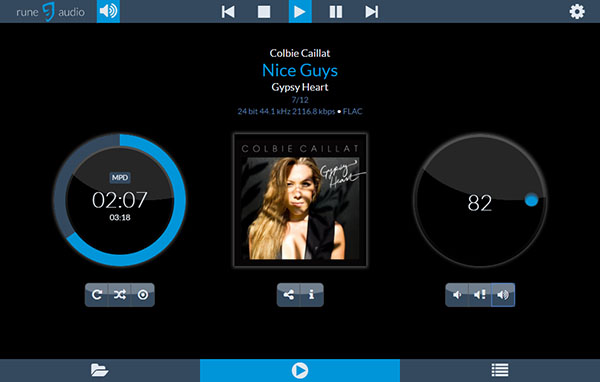 rune audio
Colbie Caillat
Nice Guys
Gypsy Heart
7/12
24 bit 44.1 kHz 2116.8 kbps • FLAC
MPD
02:07
03:18
COLBIE CAILLAT
Gypsy
Heart
82